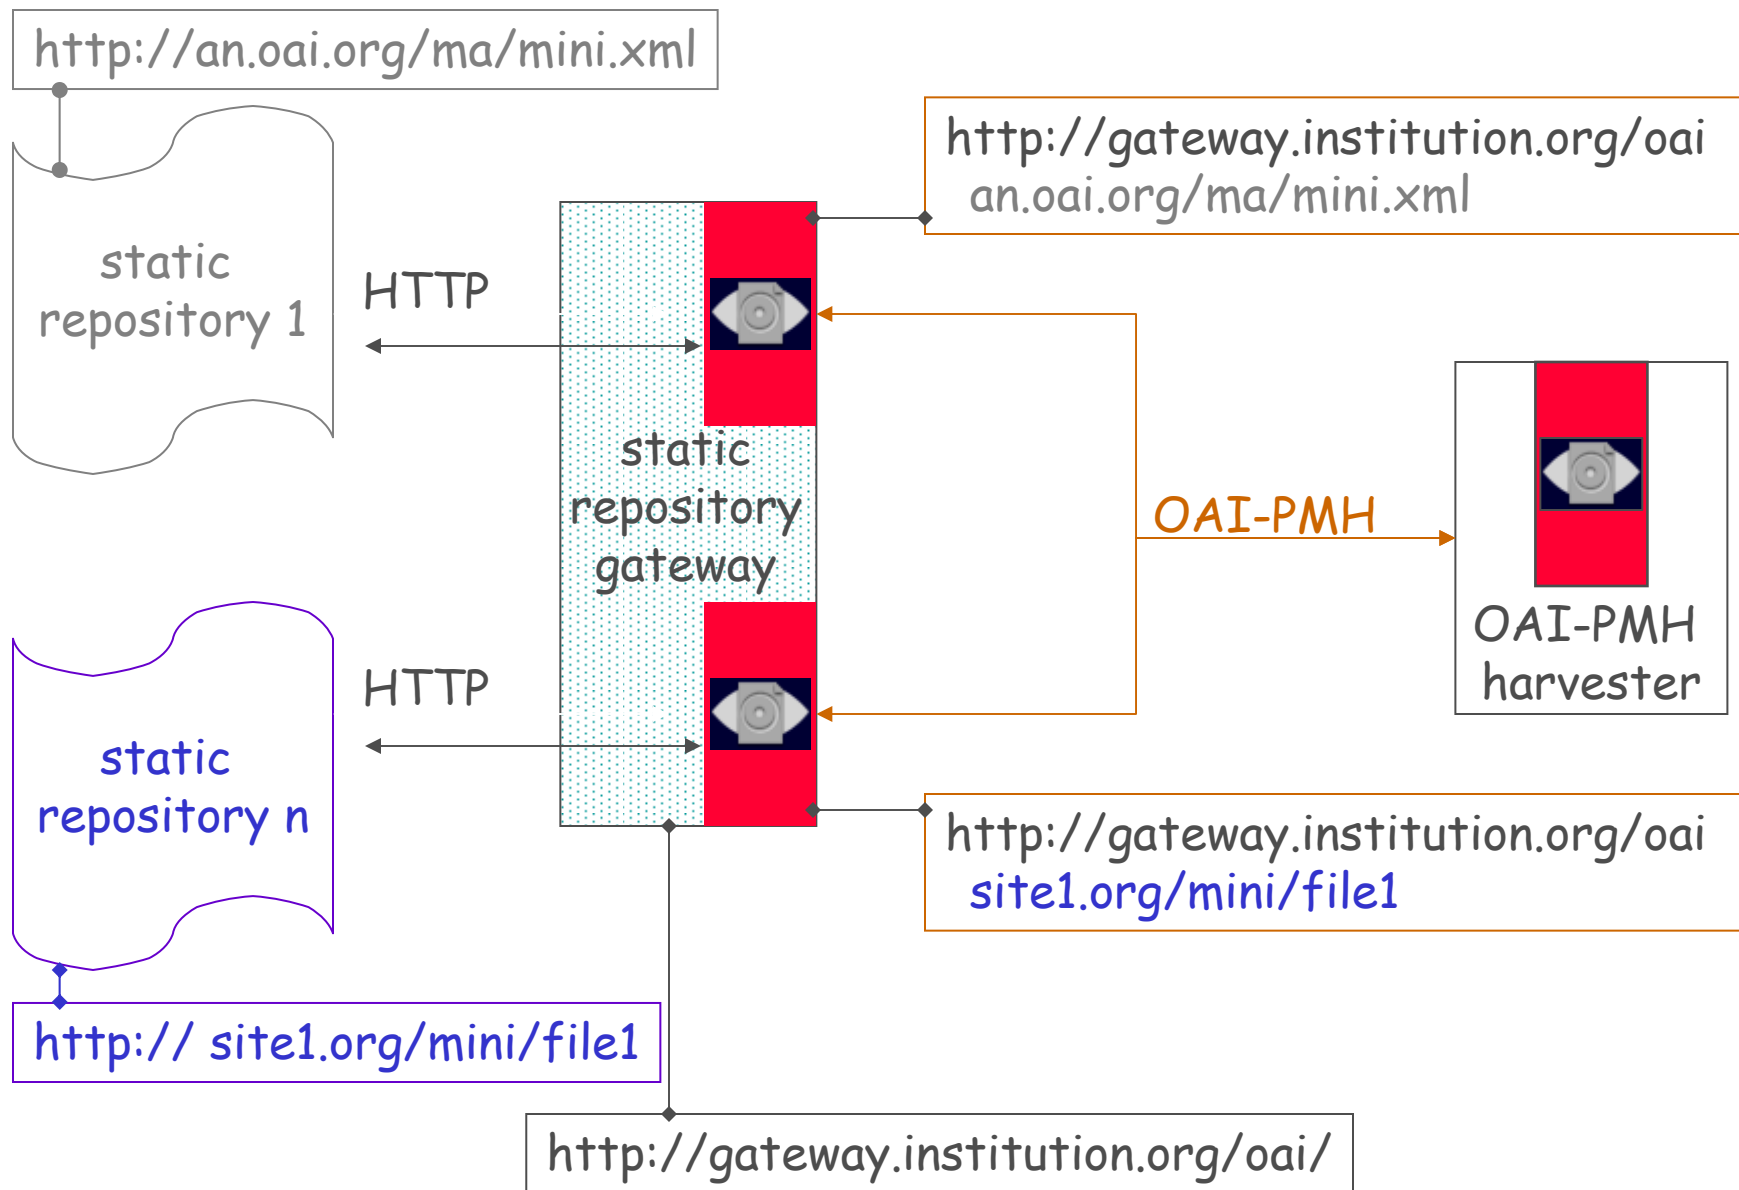 http://an.oai.org/ma/mini.xml
http://gateway.institution.org/oai
an.oai.org/ma/mini.xml
static
repository 1
HTTP
static
repository
gateway
OAI-PMH
OAI-PMH
harvester
HTTP
static
repository n
http://gateway.institution.org/oai
site1.org/mini/file1
http:// site1.org/mini/file1
http://gateway.institution.org/oai/